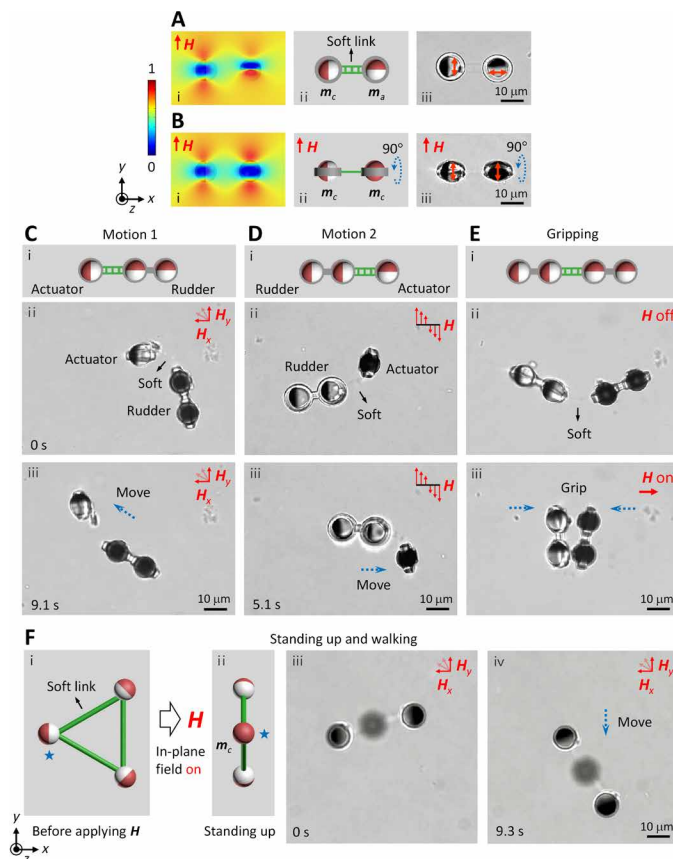 A
H
i
Soft link
m_c
m_a
ii
iii
10 µm
1
0
B
H
i
H
90°
m_c
m_c
ii
H
90°
iii
10 µm
y
z
x
C
Motion 1
i
Actuator
Rudder
ii
H_y
H_x
Actuator
Soft
Rudder
0 s
iii
H_y
H_x
Move
9.1 s
10 µm
D
Motion 2
i
Rudder
Actuator
ii
H
Rudder
Actuator
Soft
iii
H
Move
5.1 s
10 µm
E
Gripping
i
ii
H off
Soft
iii
H on
Grip
10 µm
F
Standing up and walking
i
Soft link
Before applying H
H
In-plane
field on
ii
m_c
Standing up
iii
H_y
H_x
0 s
iv
H_y
H_x
Move
9.3 s
10 µm
y
z
x